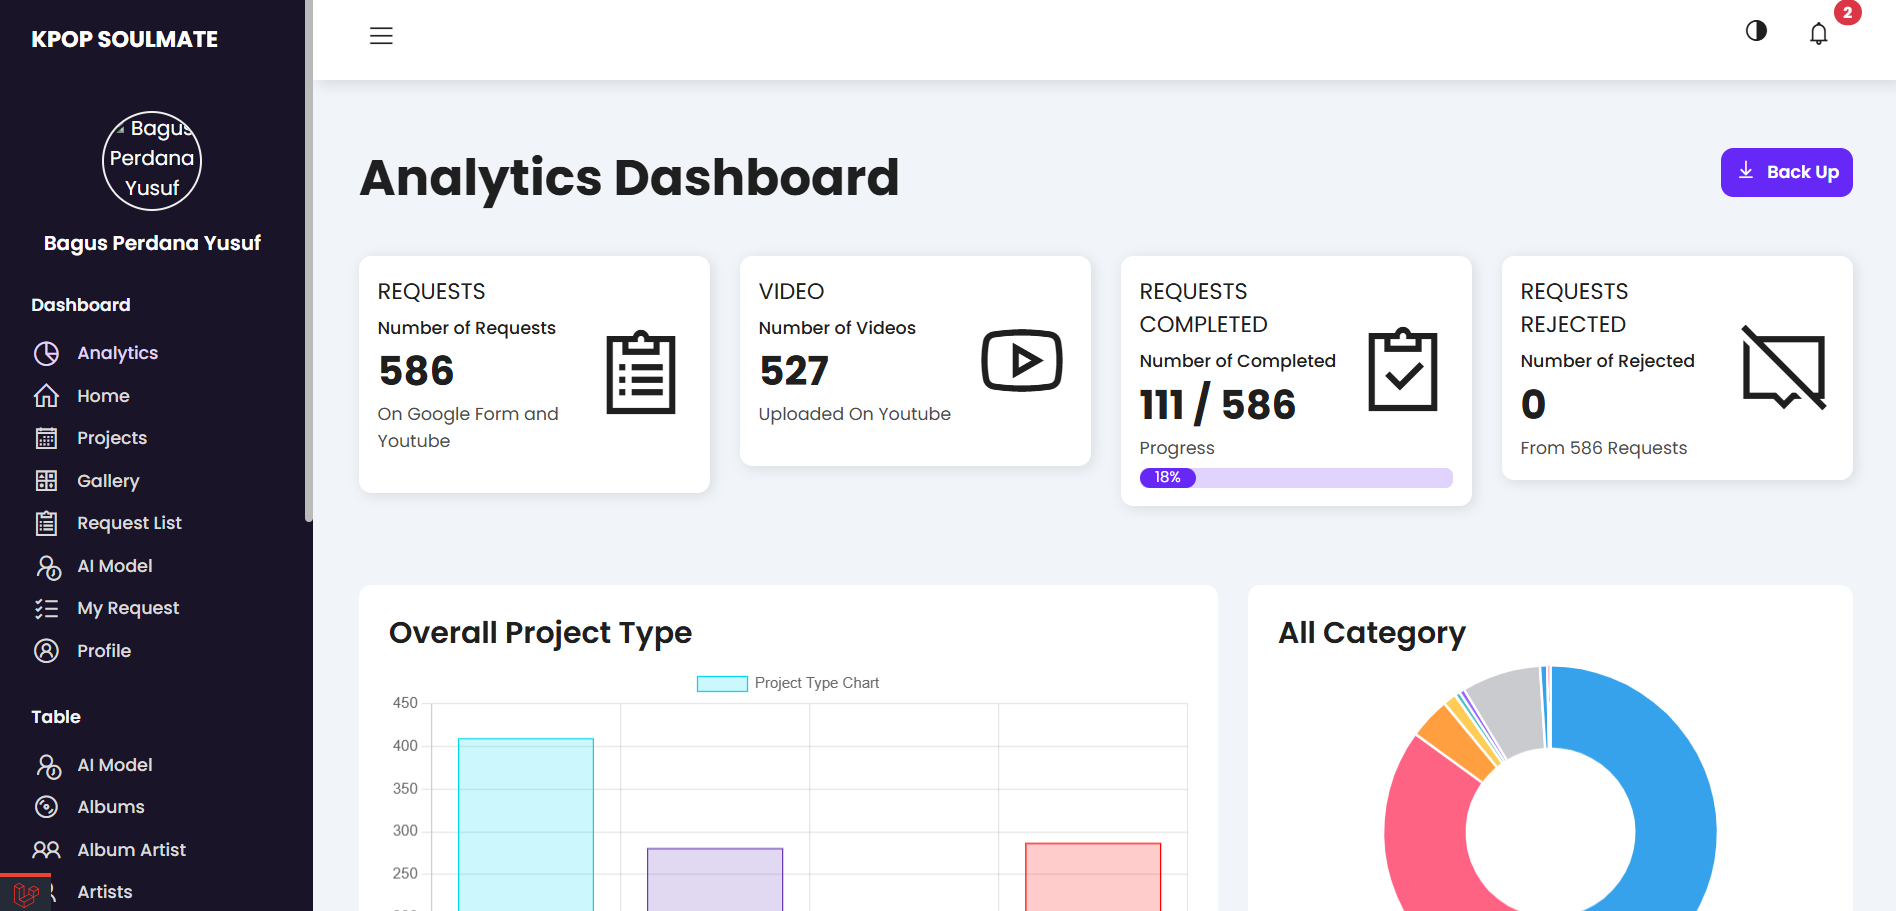 KPOP SOULMATE
2
Bagus
Perdana
Yusuf
Bagus Perdana Yusuf
Dashboard
Analytics
Home
Projects
Gallery
Request List
AI Model
My Request
Profile
Table
AI Model
Albums
Album Artist
Artists
Analytics Dashboard
Back Up
REQUESTS
Number of Requests
586
On Google Form and
Youtube
VIDEO
Number of Videos
527
Uploaded On Youtube
REQUESTS
COMPLETED
Number of Completed
111 / 586
Progress
18%
REQUESTS
REJECTED
Number of Rejected
0
From 586 Requests
Overall Project Type
Project Type Chart
450
400
350
300
250
All Category